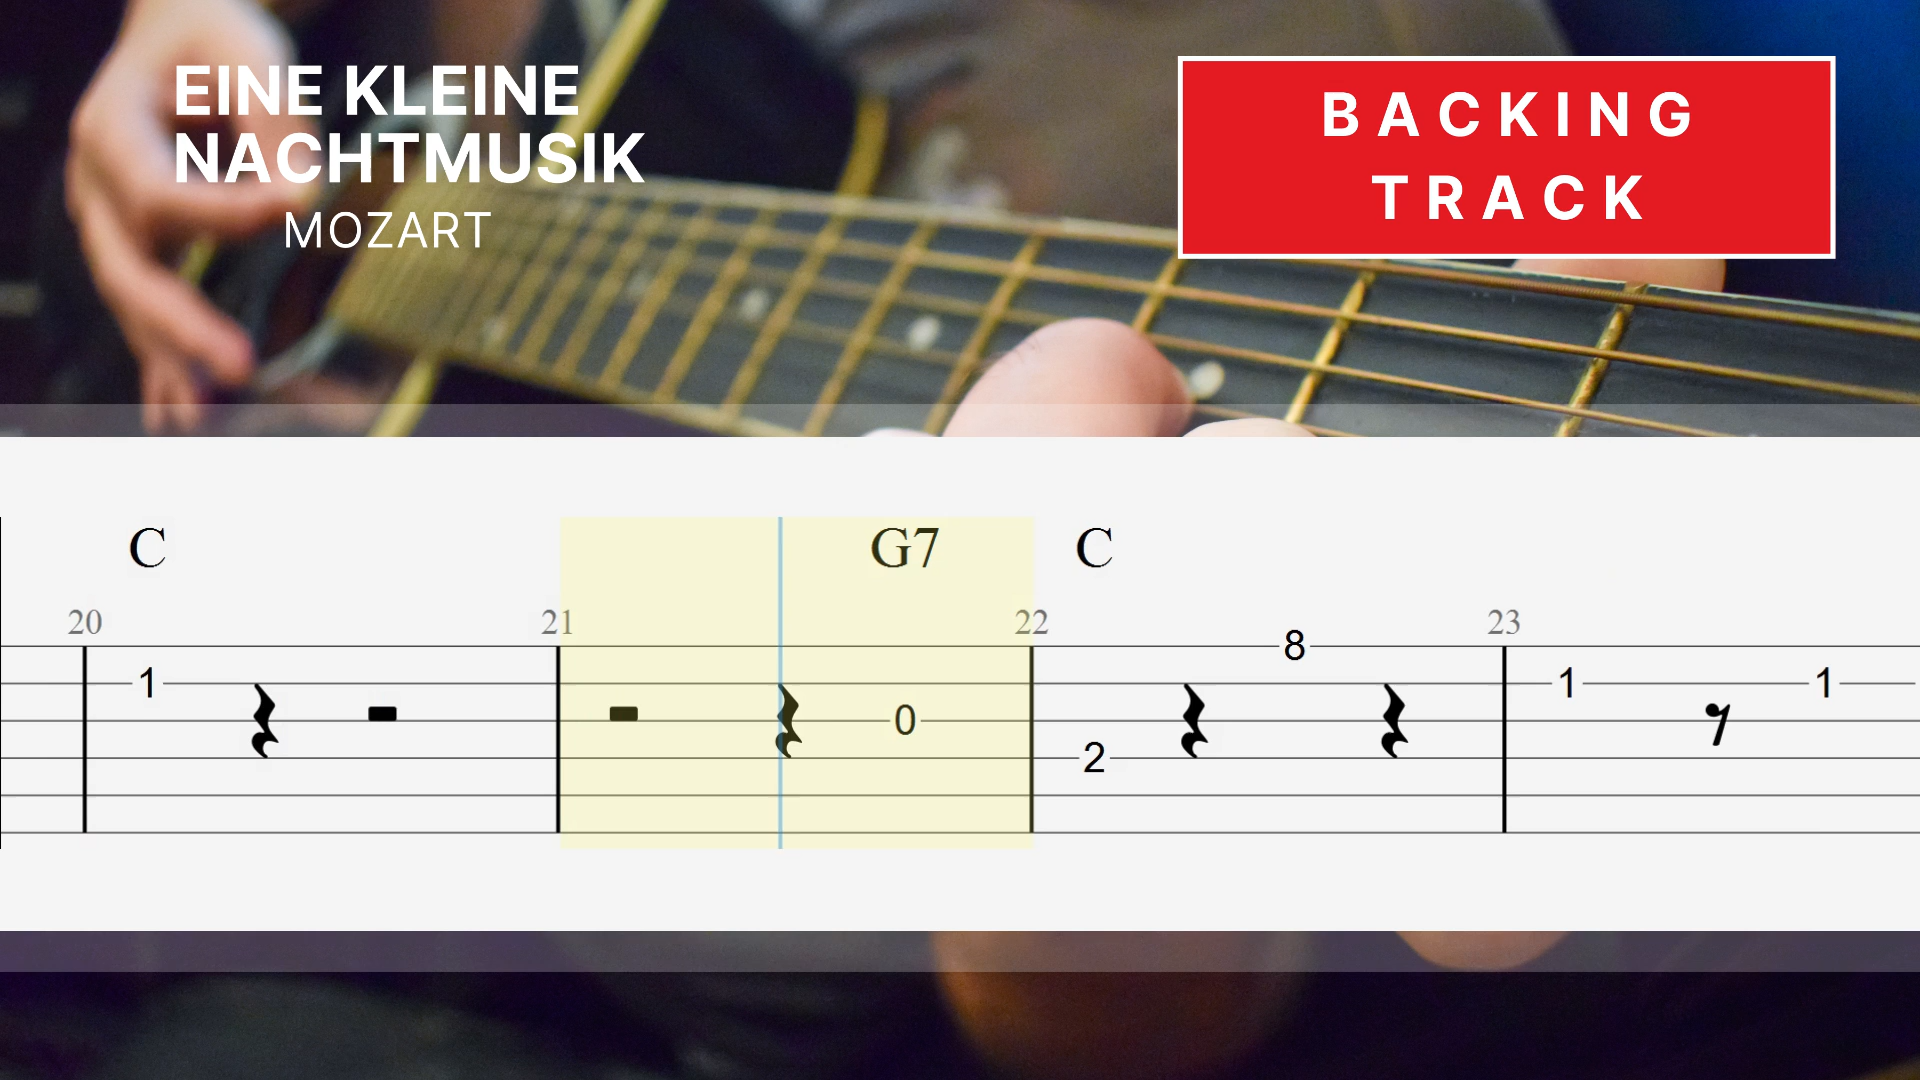 EINE KLEINE
NACHTMUSIK
MOZART
BACKING
TRACK
C G7 C
20 21 22 23
8
1 1 1
0
2